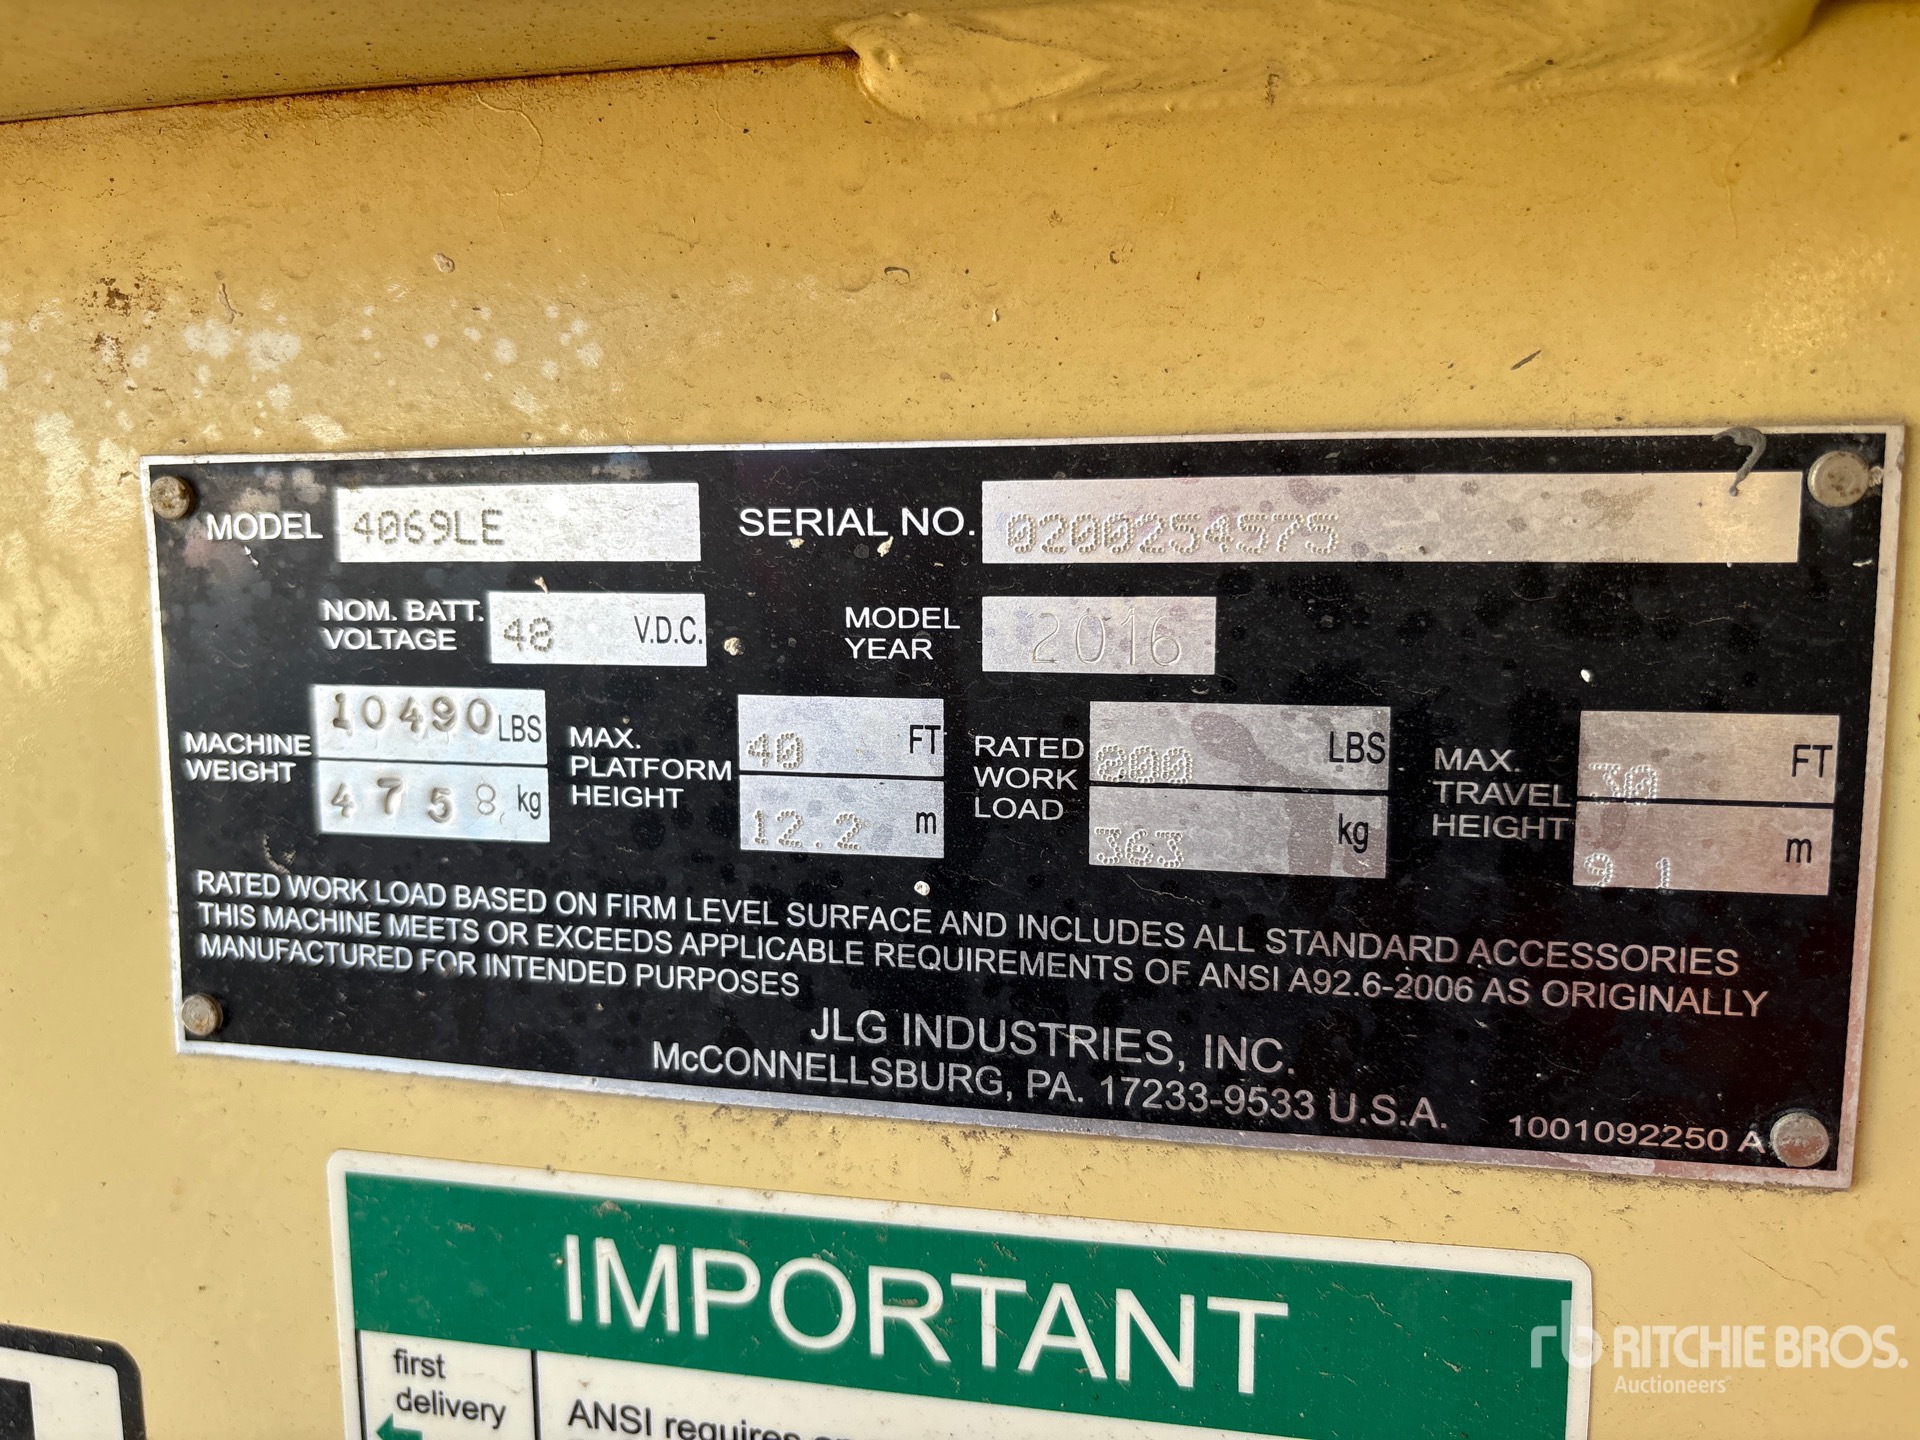 MODEL 4069LE SERIAL NO. 0200254575
NOM. BATT. VOLTAGE 48 V.D.C. MODEL YEAR 2016
MACHINE WEIGHT 10490 LBS 4758 kg MAX. PLATFORM HEIGHT 40 FT 12.2 m RATED WORK LOAD 800 LBS 363 kg MAX. TRAVEL HEIGHT 30 FT 9.1 m
RATED WORK LOAD BASED ON FIRM LEVEL SURFACE AND INCLUDES ALL STANDARD ACCESSORIES
THIS MACHINE MEETS OR EXCEEDS APPLICABLE REQUIREMENTS OF ANSI A92.6-2006 AS ORIGINALLY
MANUFACTURED FOR INTENDED PURPOSES
JLG INDUSTRIES, INC.
McCONNELLSBURG, PA. 17233-9533 U.S.A.
1001092250 A
IMPORTANT
first
delivery
ANSI requires
rb RITCHIE BROS.
Auctioneers